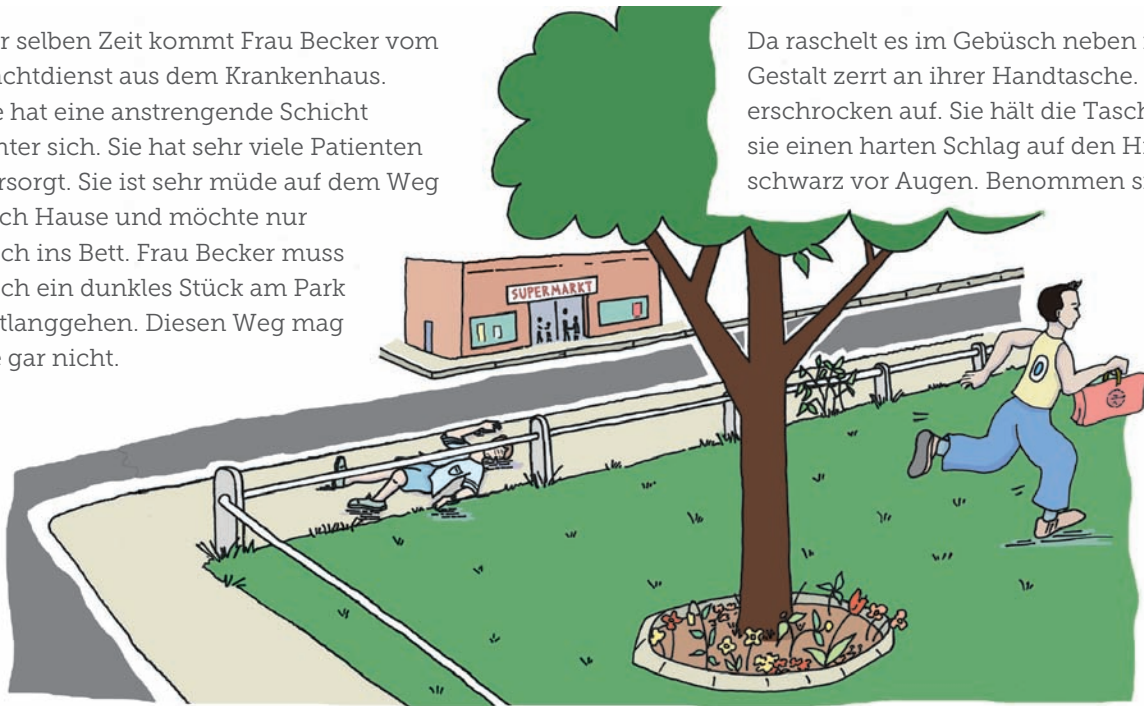 r selben Zeit kommt Frau Becker vom
chtdienst aus dem Krankenhaus.
e hat eine anstrengende Schicht
nter sich. Sie hat sehr viele Patienten
rsorgt. Sie ist sehr müde auf dem Weg
ch Hause und möchte nur
ch ins Bett. Frau Becker muss
ch ein dunkles Stück am Park
tlanggehen. Diesen Weg mag
e gar nicht.
Da raschelt es im Gebüsch neben
Gestalt zerrt an ihrer Handtasche.
erschrocken auf. Sie hält die Tasch
sie einen harten Schlag auf den Hi
schwarz vor Augen. Benommen s
SUPERMARKT